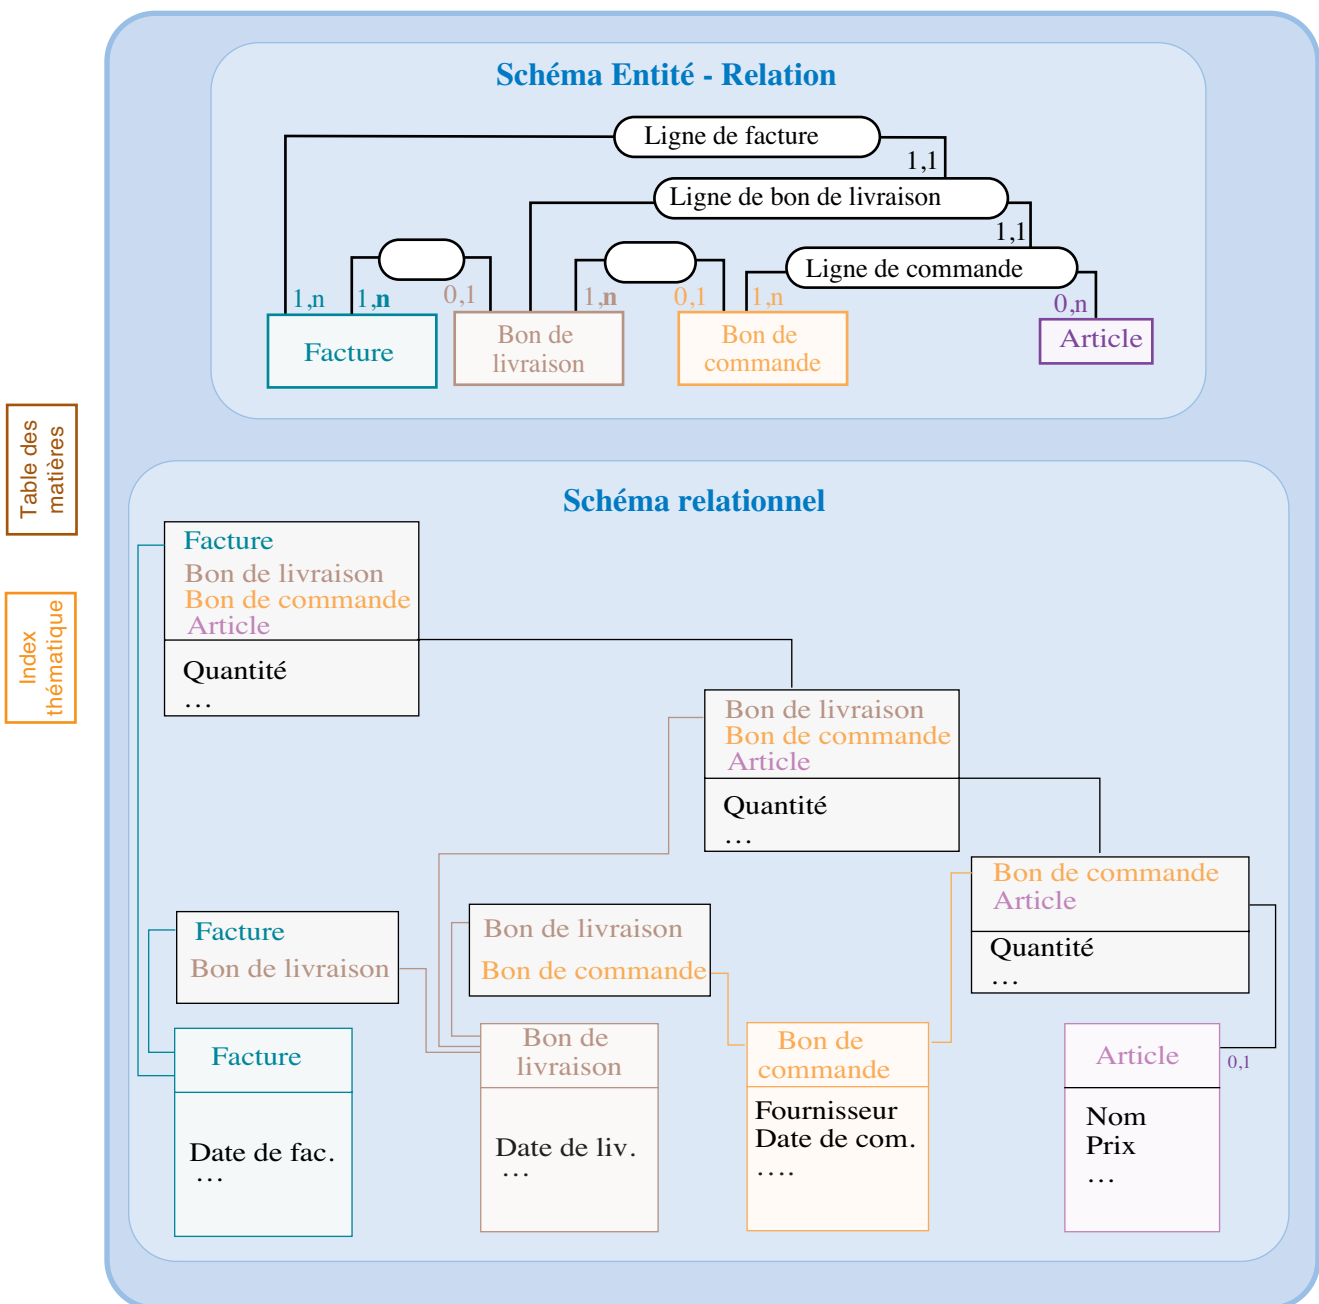 Schéma Entité - Relation
Ligne de facture
1,1
Ligne de bon de livraison
1,1
Ligne de commande
1,n
1,n
0,1
1,n
0,1
1,n
0,n
Facture
Bon de
livraison
Bon de
commande
Article
Table des
matières
Index
thématique
Schéma relationnel
Facture
Bon de livraison
Bon de commande
Article
Quantité
...
Bon de livraison
Bon de commande
Article
Quantité
...
Bon de commande
Article
Quantité
...
Facture
Bon de livraison
Bon de livraison
Bon de commande
Facture
Date de fac.
...
Bon de
livraison
Date de liv.
...
Bon de
commande
Fournisseur
Date de com.
....
Article
0,1
Nom
Prix
...